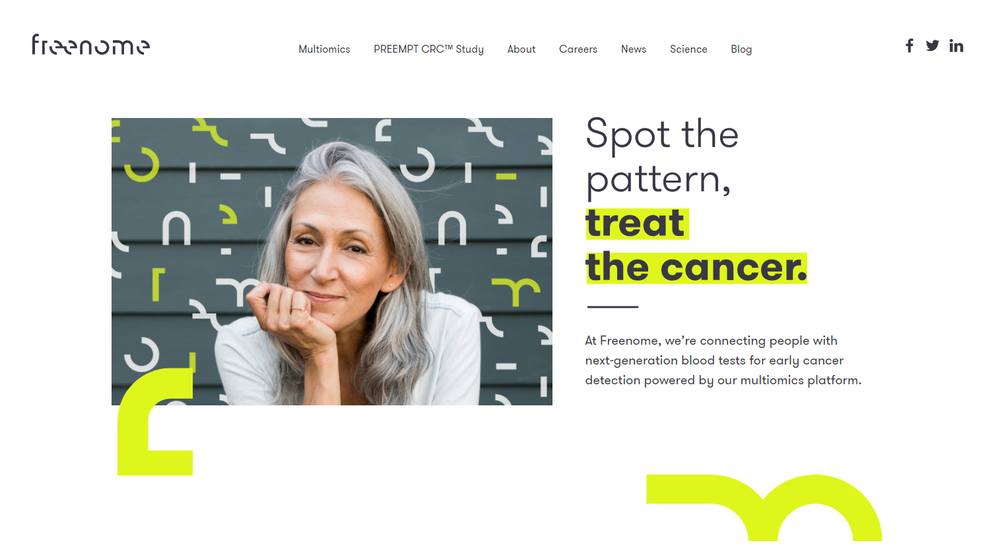 freenome
Multiomics PREEMPT CRC™ Study About Careers News Science Blog
Spot the
pattern,
treat
the cancer.
At Freenome, we’re connecting people with
next-generation blood tests for early cancer
detection powered by our multiomics platform.